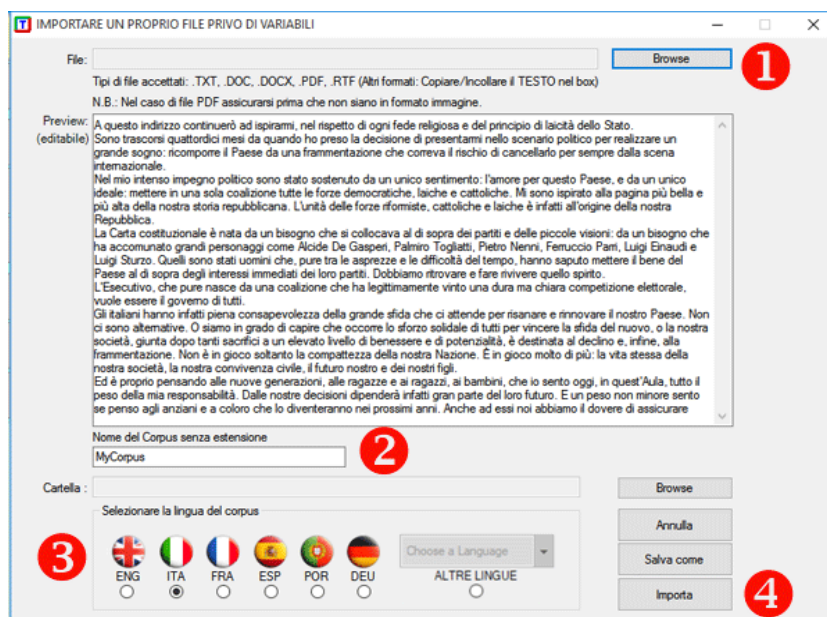 T IMPORTARE UN PROPRIO FILE PRIVO DI VARIABILI
File:
Browse
1
Tipi di file accettati: .TXT, .DOC, .DOCX, .PDF, .RTF (Altri formati: Copiare/Incollare il TESTO nel box)
N.B.: Nel caso di file PDF assicurarsi prima che non siano in formato immagine.
Preview:
(editabile)
A questo indirizzo continuerò ad ispirarmi, nel rispetto di ogni fede religiosa e del principio di laicità dello Stato.
Sono trascorsi quattordici mesi da quando ho preso la decisione di presentarmi nello scenario politico per realizzare un
grande sogno: ricomporre il Paese da una frammentazione che correva il rischio di cancellarlo per sempre dalla scena
internazionale.
Nel mio intenso impegno politico sono stato sostenuto da un unico sentimento: l'amore per questo Paese, e da un unico
ideale: mettere in una sola coalizione tutte le forze democratiche, laiche e cattoliche. Mi sono ispirato alla pagina più bella e
più alta della nostra storia repubblicana. L'unità delle forze riformiste, cattoliche e laiche è infatti all'origine della nostra
Repubblica.
La Carta costituzionale è nata da un bisogno che si collocava al di sopra dei partiti e delle piccole visioni: da un bisogno che
ha accomunato grandi personaggi come Alcide De Gasperi, Palmiro Togliatti, Pietro Nenni, Ferruccio Parri, Luigi Einaudi e
Luigi Sturzo. Quelli sono stati uomini che, pure tra le asprezze e le difficoltà del tempo, hanno saputo mettere il bene del
Paese al di sopra degli interessi immediati dei loro partiti. Dobbiamo ritrovare e fare rivivere quello spirito.
L'Esecutivo, che pure nasce da una coalizione che ha legittimamente vinto una dura ma chiara competizione elettorale,
vuole essere il governo di tutti.
Gli italiani hanno infatti piena consapevolezza della grande sfida che ci attende per risanare e rinnovare il nostro Paese. Non
ci sono alternative. O siamo in grado di capire che occorre lo sforzo solidale di tutti per vincere la sfida del nuovo, o la nostra
società, giunta dopo tanti sacrifici a un elevato livello di benessere e di potenzialità, è destinata al declino e, infine, alla
frammentazione. Non è in gioco soltanto la compattezza della nostra Nazione. È in gioco molto di più: la vita stessa della
nostra società, la nostra convivenza civile, il futuro nostro e dei nostri figli.
Ed è proprio pensando alle nuove generazioni, alle ragazze e ai ragazzi, ai bambini, che io sento oggi, in quest'Aula, tutto il
peso della mia responsabilità. Dalle nostre decisioni dipenderà infatti gran parte del loro futuro. E un peso non minore sento
se penso agli anziani e a coloro che lo diventeranno nei prossimi anni. Anche ad essi noi abbiamo il dovere di assicurare
Nome del Corpus senza estensione
2
MyCorpus
Cartella :
Browse
Selezionare la lingua del corpus
3
ENG ITA FRA ESP POR DEU
Choose a Language
ALTRE LINGUE
Annulla
Salva come
Importa
4